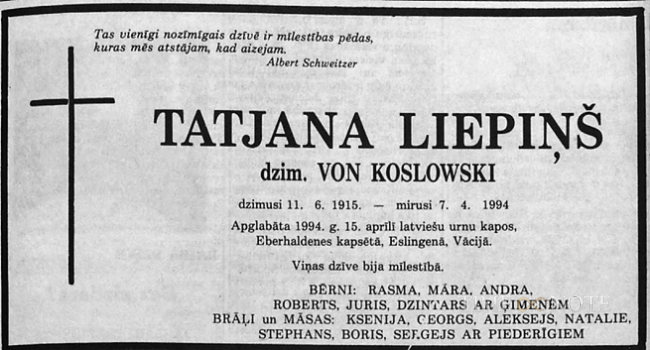 Tas vienīgi nozīmīgais dzīvē ir mīlestības pēdas,
kuras mēs atstājam, kad aizejam.
Albert Schweitzer
TATJANA LIEPIŅŠ
dzim. VON KOSLOWSKI
dzimusi 11. 6. 1915. — mirusi 7. 4. 1994
Apglabāta 1994. g. 15. aprīlī latviešu urnu kapos,
Eberhaldenes kapsētā, Eslingenā, Vācijā.
Viņas dzīve bija mīlestībā.
BĒRNI: RASMA, MĀRA, ANDRA,
ROBERTS, JURIS, DZINTARS AR ĢIMENĒM
BRĀĻI un MĀSAS: KSENIJA, GEORGS, ALEKSEJS, NATALIE,
STEPHANS, BORIS, SERGEJS AR PIEDERĪGIEM